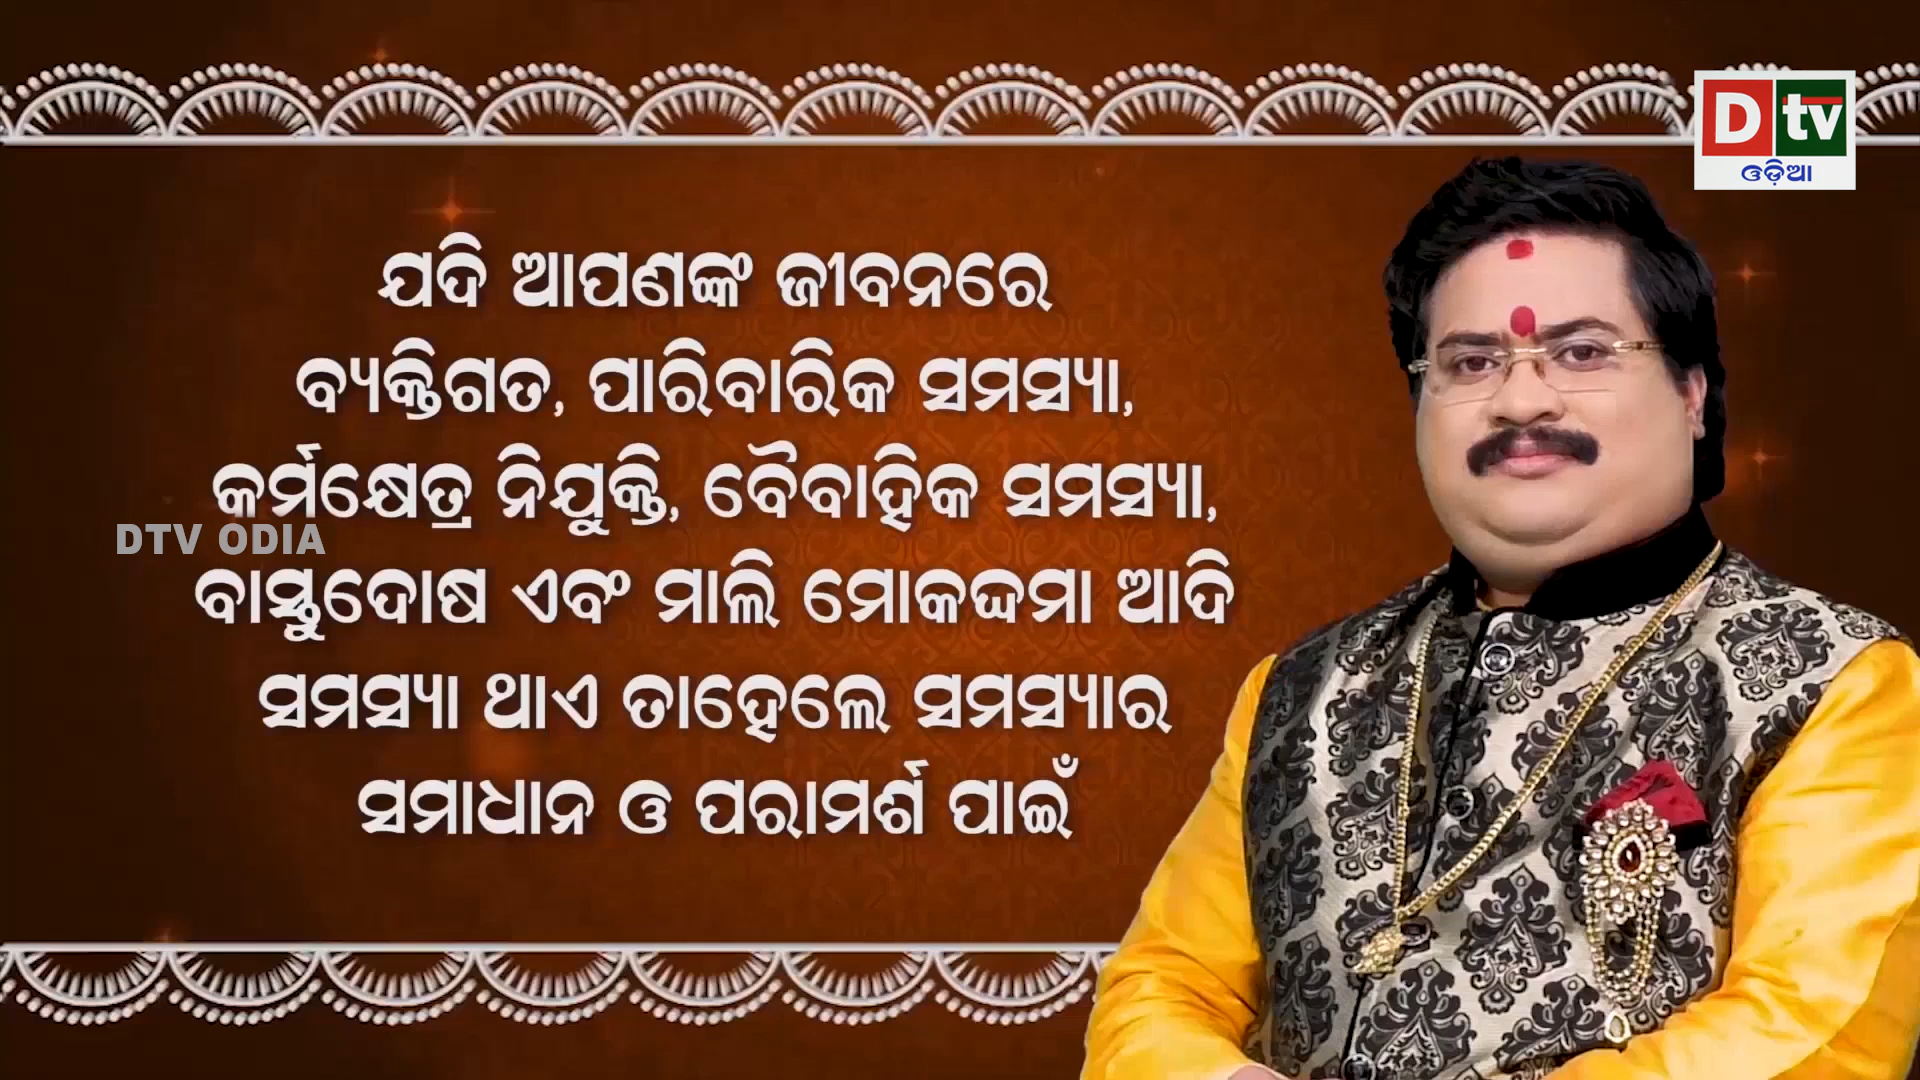 Dtv
ଓଡ଼ିଆ
ଯଦି ଆପଣଙ୍କ ଜୀବନରେ
ବ୍ୟକ୍ତିଗତ, ପାରିବାରିକ ସମସ୍ୟା,
କର୍ମକ୍ଷେତ୍ର ନିଯୁକ୍ତି, ବୈବାହିକ ସମସ୍ୟା,
DTV ODIA
ବାସ୍ତୁଦୋଷ ଏବଂ ମାଲି ମୋକଦ୍ଦମା ଆଦି
ସମସ୍ୟା ଥାଏ ତାହେଲେ ସମସ୍ୟାର
ସମାଧାନ ଓ ପରାମର୍ଶ ପାଇଁ